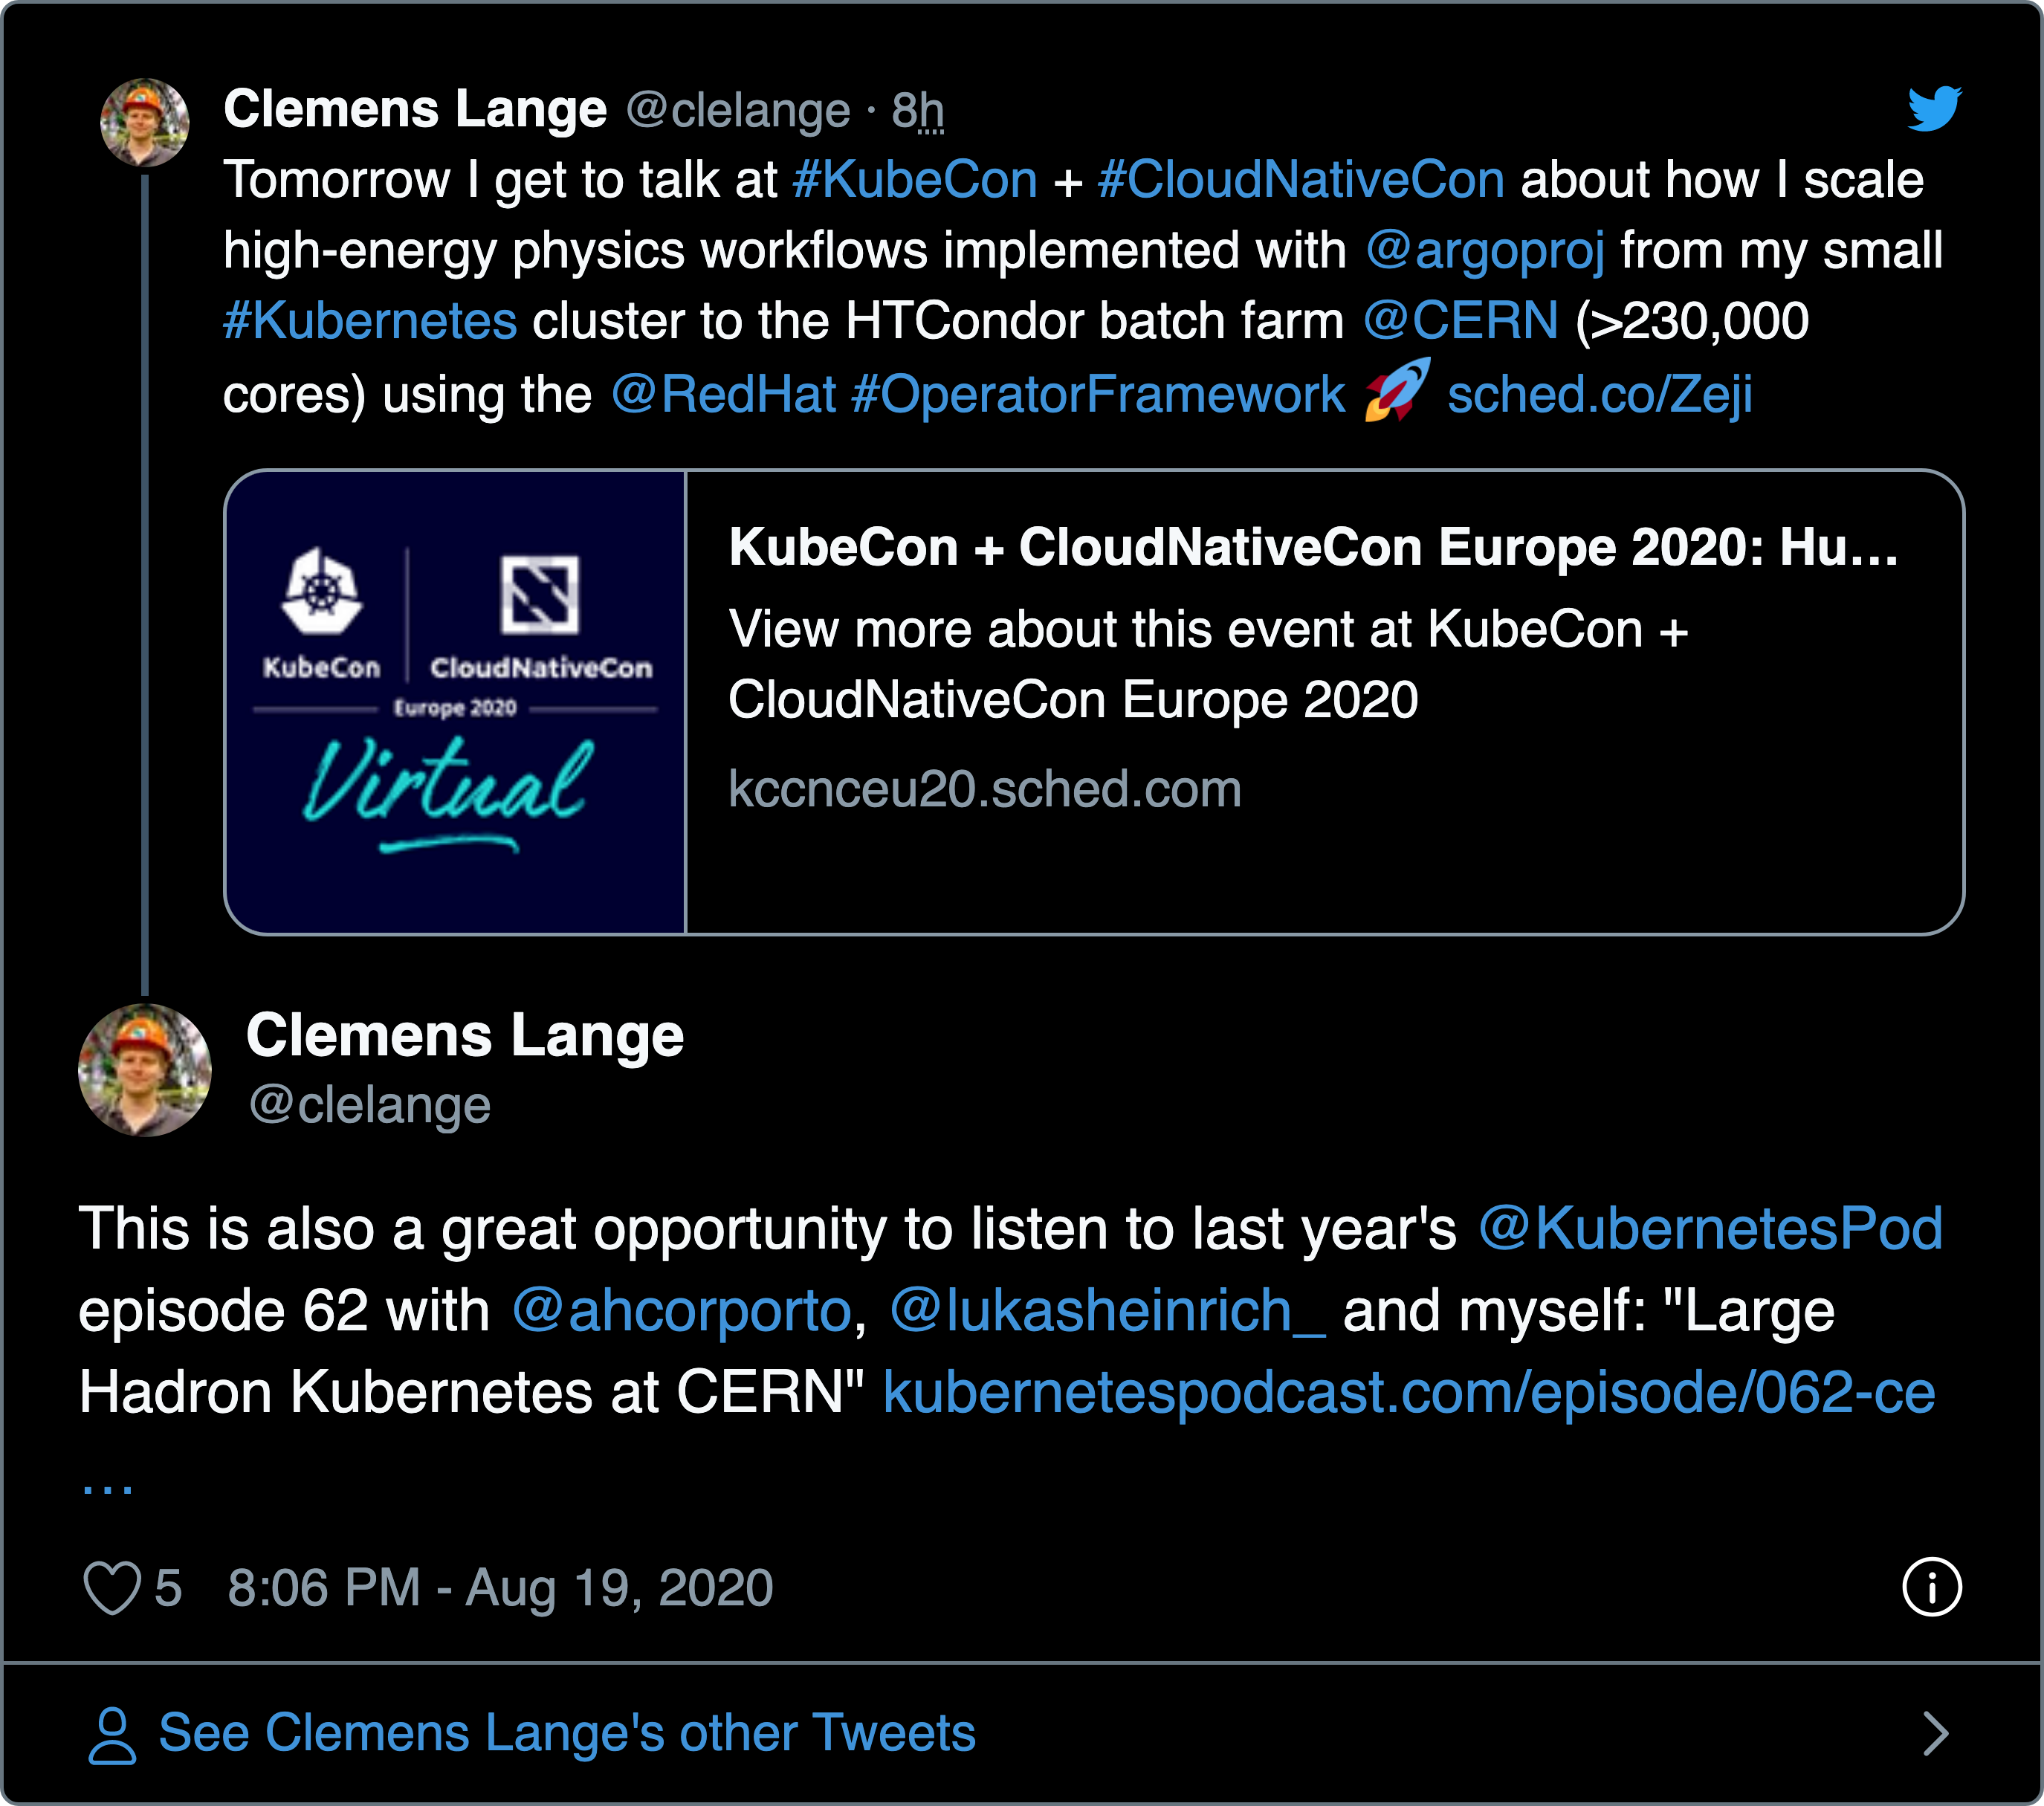 Clemens Lange @clelange · 8h
Tomorrow I get to talk at #KubeCon + #CloudNativeCon about how I scale
high-energy physics workflows implemented with @argoproj from my small
#Kubernetes cluster to the HTCondor batch farm @CERN (>230,000
cores) using the @RedHat #OperatorFramework 🚀 sched.co/Zeji
KubeCon CloudNativeCon
Europe 2020
Virtual
KubeCon + CloudNativeCon Europe 2020: Hu...
View more about this event at KubeCon +
CloudNativeCon Europe 2020
kccnceu20.sched.com
Clemens Lange
@clelange
This is also a great opportunity to listen to last year's @KubernetesPod
episode 62 with @ahcorporto, @lukasheinrich_ and myself: "Large
Hadron Kubernetes at CERN" kubernetespodcast.com/episode/062-ce
...
5 8:06 PM - Aug 19, 2020
See Clemens Lange's other Tweets